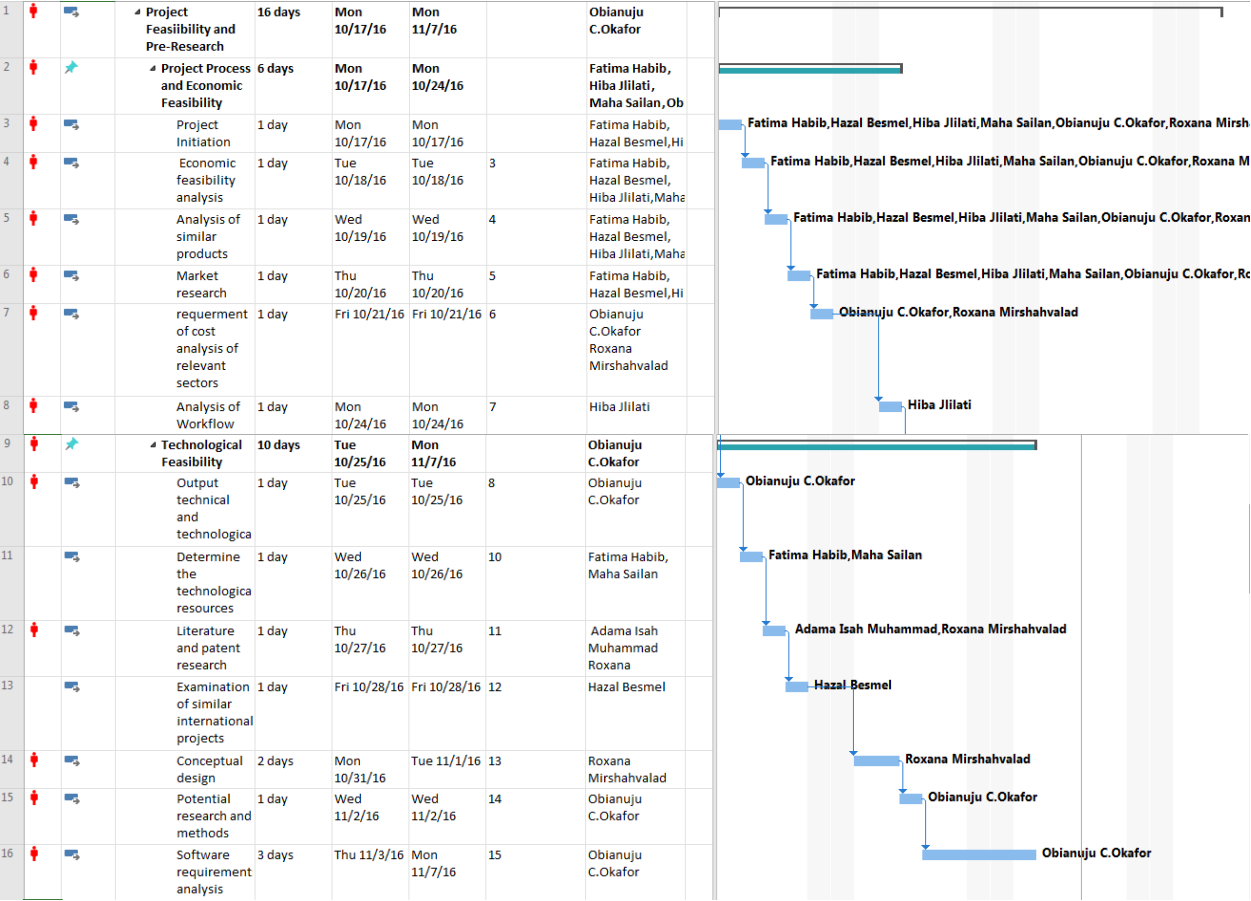 1 Project 16 days Mon Mon Obianuju
Feasiibility and 10/17/16 11/7/16 C.Okafor
Pre-Research
2 Project Process 6 days Mon Mon Fatima Habib,
and Economic 10/17/16 10/24/16 Hiba Jlilati,
Feasibility Maha Sailan,Ob
3 Project 1 day Mon Mon Fatima Habib, Fatima Habib,Hazal Besmel,Hiba Jlilati,Maha Sailan,Obianuju C.Okafor,Roxana Mirsh
Initiation 10/17/16 10/17/16 Hazal Besmel,Hi
4 Economic 1 day Tue Tue 3 Fatima Habib, Fatima Habib,Hazal Besmel,Hiba Jlilati,Maha Sailan,Obianuju C.Okafor,Roxana M
feasibility 10/18/16 10/18/16 Hazal Besmel,
analysis Hiba Jlilati,Maha
5 Analysis of 1 day Wed Wed 4 Fatima Habib, Fatima Habib,Hazal Besmel,Hiba Jlilati,Maha Sailan,Obianuju C.Okafor,Roxan
similar 10/19/16 10/19/16 Hazal Besmel,
products Hiba Jlilati,Maha
6 Market 1 day Thu Thu 5 Fatima Habib, Fatima Habib,Hazal Besmel,Hiba Jlilati,Maha Sailan,Obianuju C.Okafor,Ro
research 10/20/16 10/20/16 Hazal Besmel,Hi
7 requerment 1 day Fri 10/21/16 Fri 10/21/16 6 Obianuju Obianuju C.Okafor,Roxana Mirshahvalad
of cost C.Okafor
analysis of Roxana
relevant Mirshahvalad
sectors
8 Analysis of 1 day Mon Mon 7 Hiba Jlilati Hiba Jlilati
Workflow 10/24/16 10/24/16
9 Technological 10 days Tue Mon Obianuju
Feasibility 10/25/16 11/7/16 C.Okafor
10 Output 1 day Tue Tue 8 Obianuju Obianuju C.Okafor
technical 10/25/16 10/25/16 C.Okafor
and
technologica
11 Determine 1 day Wed Wed 10 Fatima Habib, Fatima Habib,Maha Sailan
the 10/26/16 10/26/16 Maha Sailan
technologica
resources
12 Literature 1 day Thu Thu 11 Adama Isah Adama Isah Muhammad,Roxana Mirshahvalad
and patent 10/27/16 10/27/16 Muhammad
research Roxana
13 Examination 1 day Fri 10/28/16 Fri 10/28/16 12 Hazal Besmel Hazal Besmel
of similar
international
projects
14 Conceptual 2 days Mon Tue 11/1/16 13 Roxana Roxana Mirshahvalad
design 10/31/16 Mirshahvalad
15 Potential 1 day Wed Wed 14 Obianuju Obianuju C.Okafor
research and 11/2/16 11/2/16 C.Okafor
methods
16 Software 3 days Thu 11/3/16 Mon 15 Obianuju Obianuju C.Okafor
requirement 11/7/16 C.Okafor
analysis